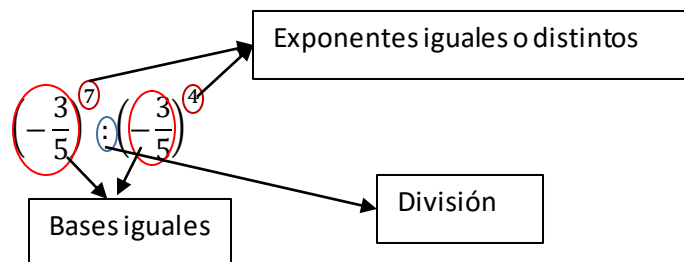 Exponentes iguales o distintos
(-3/5)^7 : (-3/5)^4
División
Bases iguales